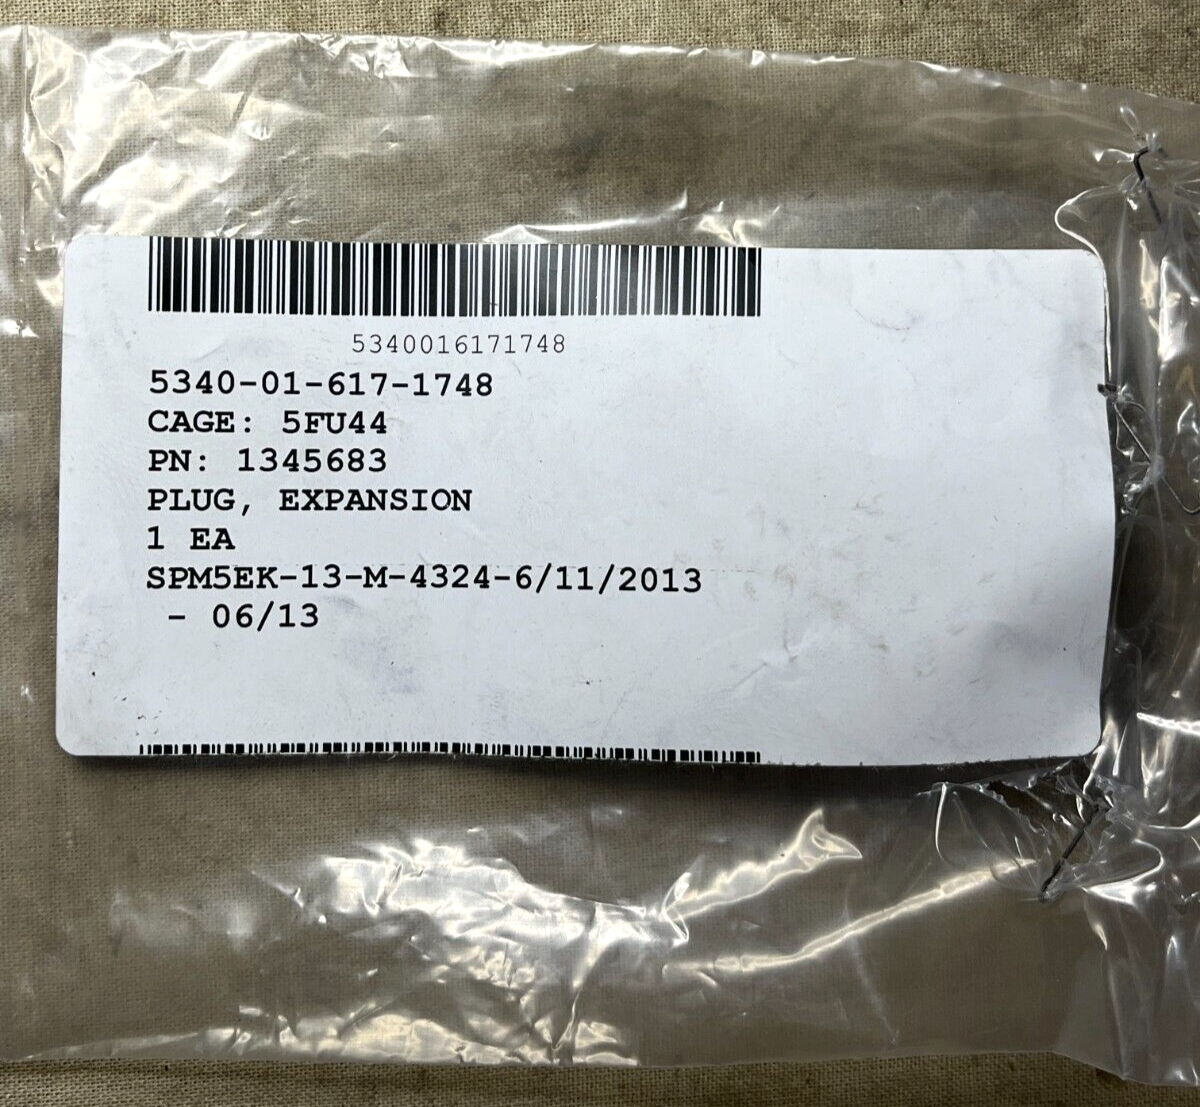 5340016171748
5340-01-617-1748
CAGE: 5FU44
PN: 1345683
PLUG, EXPANSION
1 EA
SPM5EK-13-M-4324-6/11/2013
- 06/13